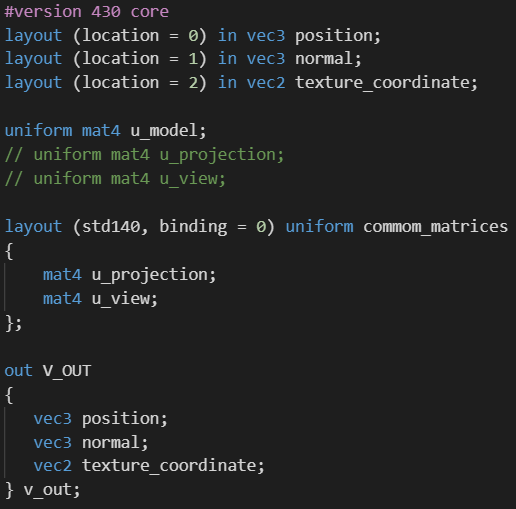 #version 430 core
layout (location = 0) in vec3 position;
layout (location = 1) in vec3 normal;
layout (location = 2) in vec2 texture_coordinate;

uniform mat4 u_model;
// uniform mat4 u_projection;
// uniform mat4 u_view;

layout (std140, binding = 0) uniform commom_matrices
{
    mat4 u_projection;
    mat4 u_view;
};

out V_OUT
{
   vec3 position;
   vec3 normal;
   vec2 texture_coordinate;
} v_out;